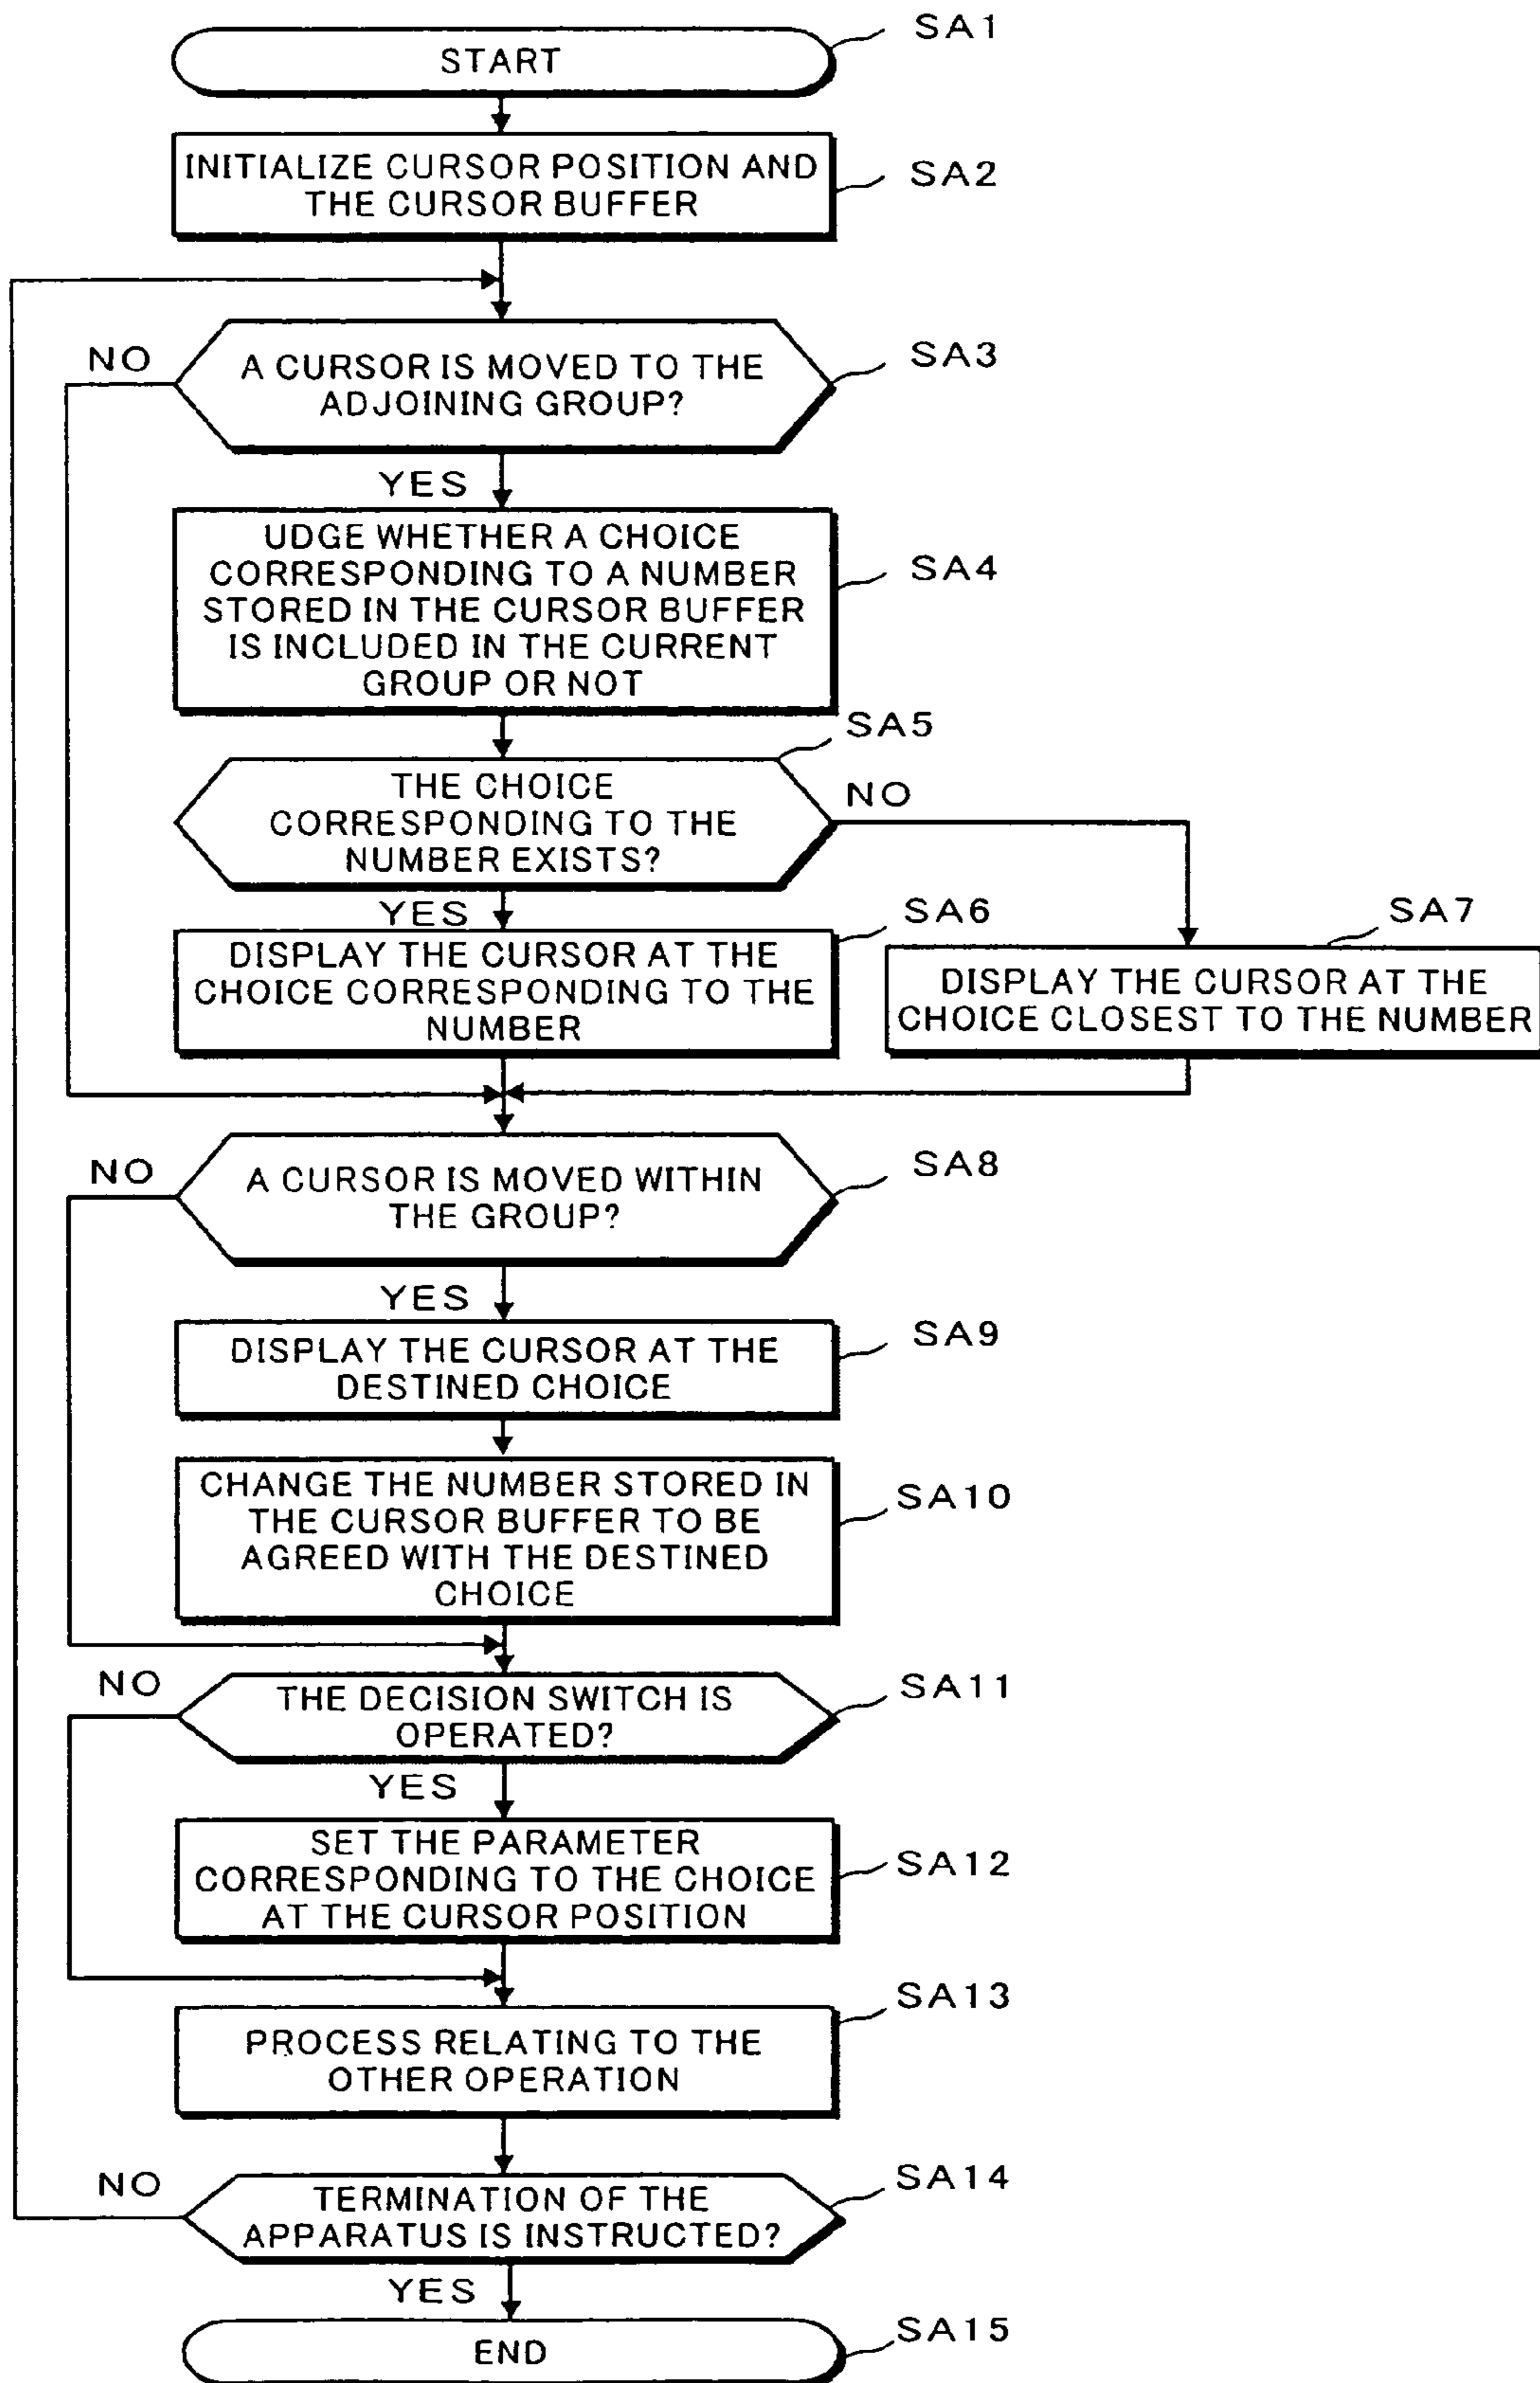 SA1
START
INITIALIZE CURSOR POSITION AND
THE CURSOR BUFFER
SA2
NO
A CURSOR IS MOVED TO THE
ADJOINING GROUP?
SA3
YES
UDGE WHETHER A CHOICE
CORRESPONDING TO A NUMBER
STORED IN THE CURSOR BUFFER
IS INCLUDED IN THE CURRENT
GROUP OR NOT
SA4
SA5
THE CHOICE
CORRESPONDING TO THE
NUMBER EXISTS?
NO
YES
SA6
DISPLAY THE CURSOR AT THE
CHOICE CORRESPONDING TO THE
NUMBER
SA7
DISPLAY THE CURSOR AT THE
CHOICE CLOSEST TO THE NUMBER
NO
A CURSOR IS MOVED WITHIN
THE GROUP?
SA8
YES
DISPLAY THE CURSOR AT THE
DESTINED CHOICE
SA9
CHANGE THE NUMBER STORED IN
THE CURSOR BUFFER TO BE
AGREED WITH THE DESTINED
CHOICE
SA10
NO
THE DECISION SWITCH IS
OPERATED?
SA11
YES
SET THE PARAMETER
CORRESPONDING TO THE CHOICE
AT THE CURSOR POSITION
SA12
SA13
PROCESS RELATING TO THE
OTHER OPERATION
NO
TERMINATION OF THE
APPARATUS IS INSTRUCTED?
SA14
YES
END
SA15